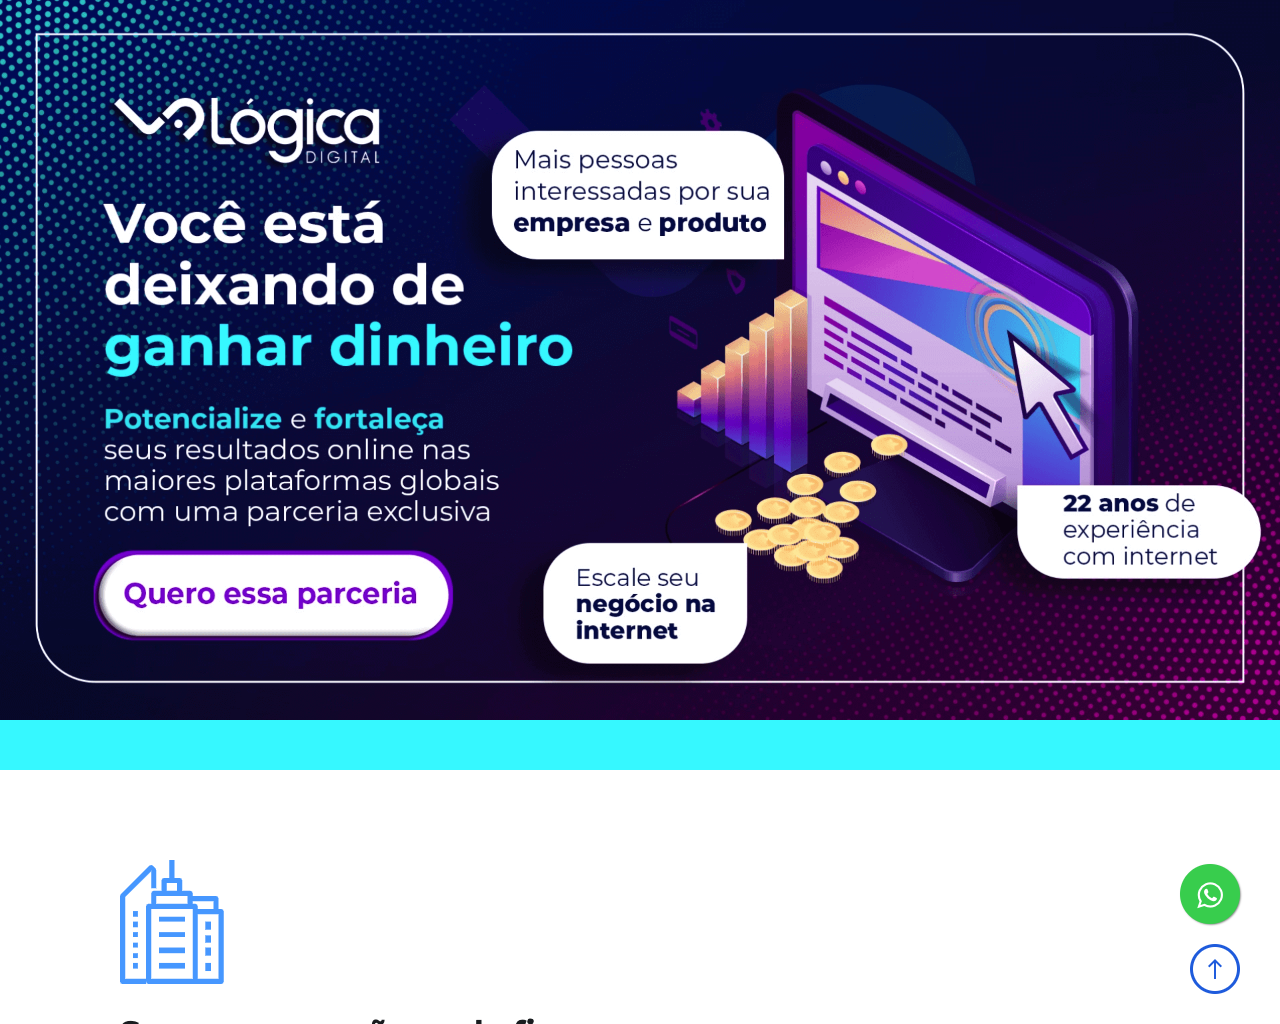 Lógica
DIGITAL
Você está
deixando de
ganhar dinheiro
Potencialize e fortaleça
seus resultados online nas
maiores plataformas globais
com uma parceria exclusiva
Quero essa parceria
Mais pessoas
interessadas por sua
empresa e produto
22 anos de
experiência
com internet
Escale seu
negócio na
internet